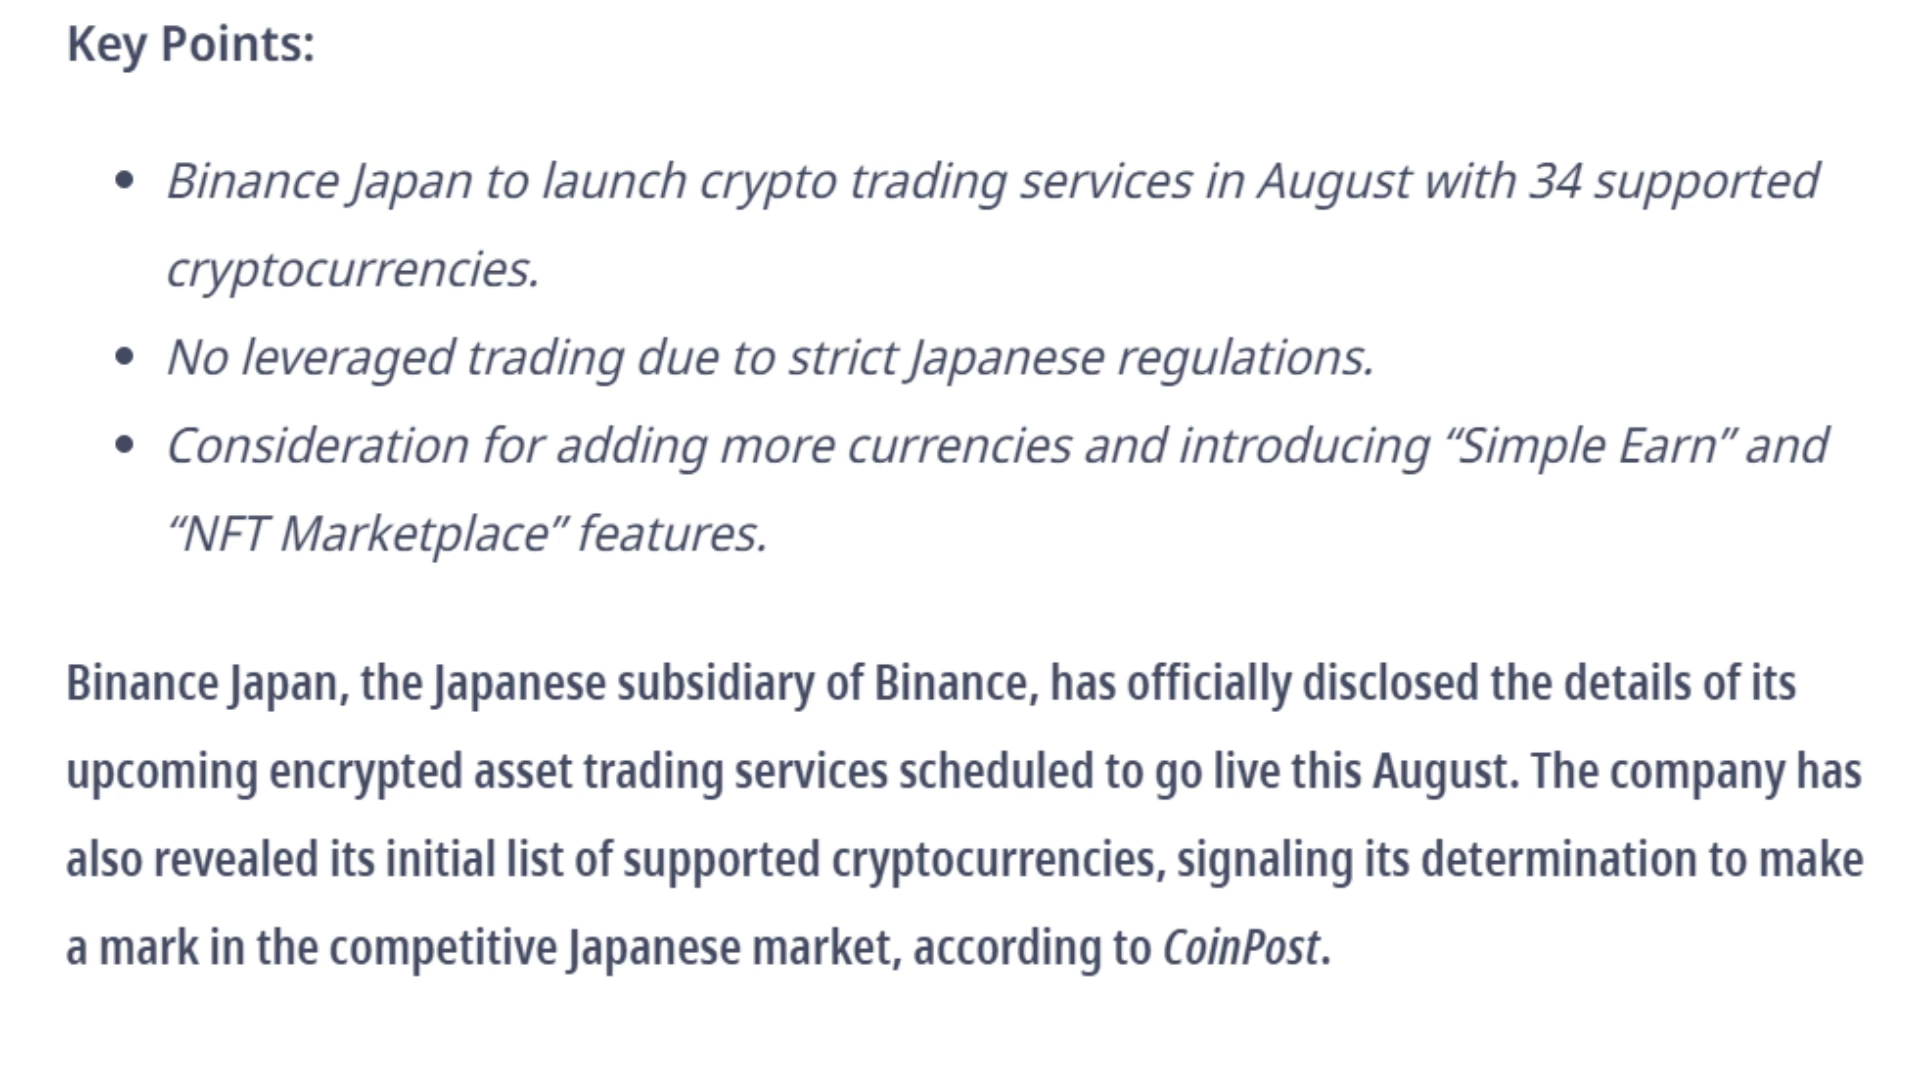 Key Points:
• Binance Japan to launch crypto trading services in August with 34 supported
cryptocurrencies.
• No leveraged trading due to strict Japanese regulations.
• Consideration for adding more currencies and introducing “Simple Earn” and
“NFT Marketplace” features.
Binance Japan, the Japanese subsidiary of Binance, has officially disclosed the details of its
upcoming encrypted asset trading services scheduled to go live this August. The company has
also revealed its initial list of supported cryptocurrencies, signaling its determination to make
a mark in the competitive Japanese market, according to CoinPost.